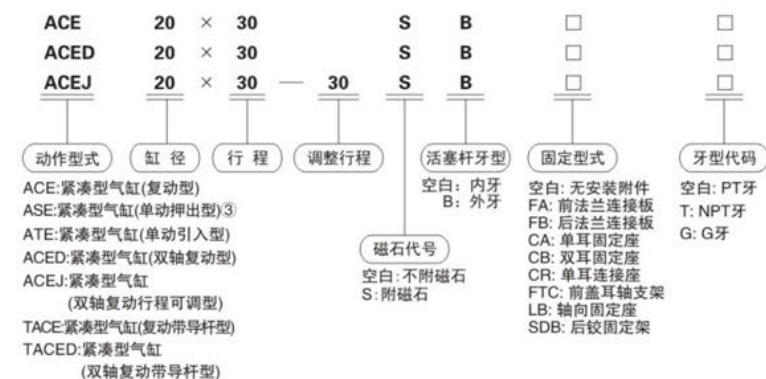 ACE 20 × 30 S B □ □
ACED 20 × 30 S B □ □
ACEJ 20 × 30 — 30 S B □ □
动作型式 缸径 行程 调整行程 活塞杆牙型 固定型式 牙型代码
ACE:紧凑型气缸(复动型)
ASE:紧凑型气缸(单动押出型)③
ATE:紧凑型气缸(单动引入型)
ACED:紧凑型气缸(双轴复动型)
ACEJ:紧凑型气缸
(双轴复动行程可调型)
TACE:紧凑型气缸(复动带导杆型)
TACED:紧凑型气缸
(双轴复动带导杆型)
磁石代号
空白:不附磁石
S:附磁石
空白：内牙
B：外牙
空白: 无安装附件
FA: 前法兰连接板
FB: 后法兰连接板
CA: 单耳固定座
CB: 双耳固定座
CR: 单耳连接座
FTC: 前盖耳轴支架
LB: 轴向固定座
SDB: 后铰固定架
空白: PT牙
T: NPT牙
G: G牙